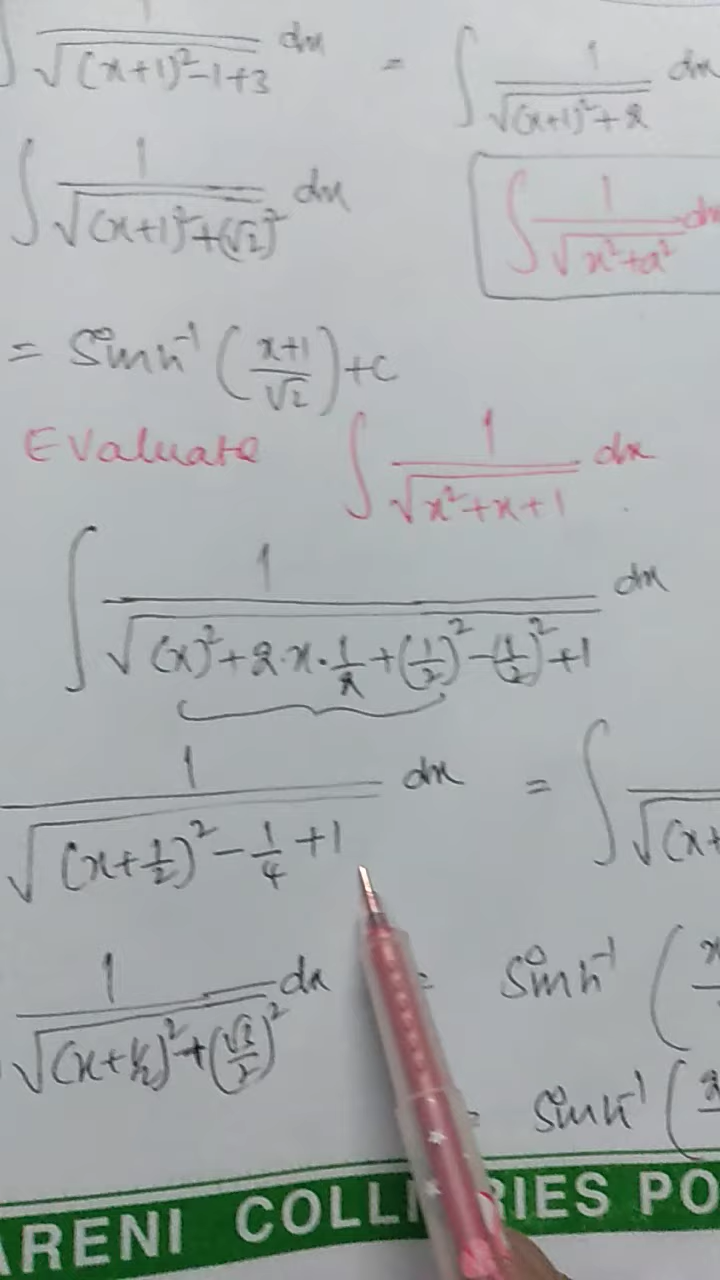 ∫ 1/√((x+1)²-1+3) dx = ∫ 1/√((x+1)²+2) dx
∫ 1/√((x+1)²+(√2)²) dx
∫ 1/√(x²+a²) dx
= Sinh⁻¹ ((x+1)/√2) + c
Evaluate ∫ 1/√(x²+x+1) dx
∫ 1/√((x)²+2·x·1/2+(1/2)²-(1/2)²+1) dx
1/√((x+1/2)²-1/4+1) dx = ∫ √(x+
1/√((x+1/2)²+(√3/2)²) dx = Sinh⁻¹ (
= Sinh⁻¹ (
ARENI COLLI RIES PO